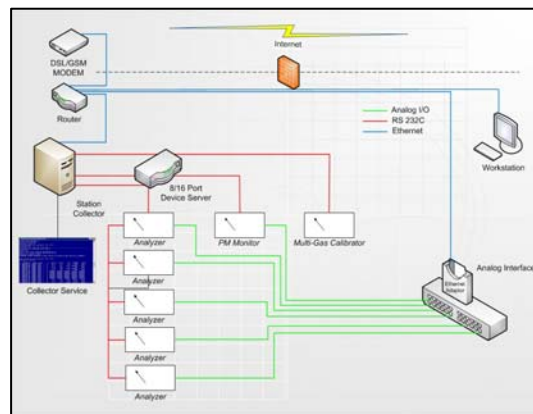 Internet
DSL/GSM
MODEM
Router
Analog I/O
RS 232C
Ethernet
Workstation
8/16 Port
Device Server
Station
Collector
Analyzer
PM Monitor
Multi-Gas Calibrator
Collector Service
Analog Interface
Ethernet
Adaptor
Analyzer
Analyzer
Analyzer
Analyzer